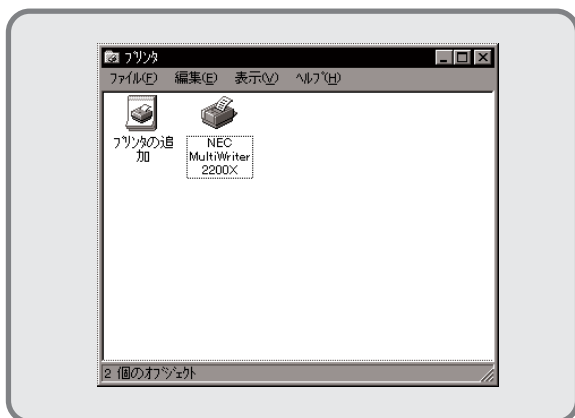 プリンタ
ファイル(F) 編集(E) 表示(V) ヘルプ(H)
プリンタの追
加
NEC
MultiWriter
2200X
2 個のオブジェクト